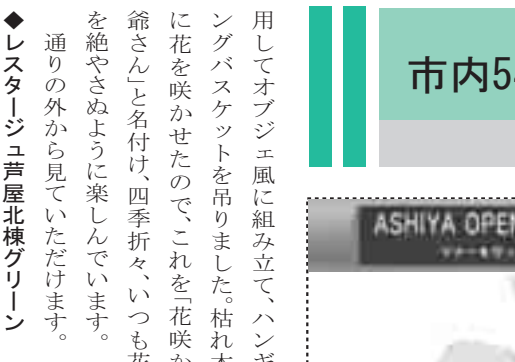 市内54
用してオブジェ風に組み立て、ハンギ
ングバスケットを吊りました。枯れ木
に花を咲かせたので、これを「花咲か
爺さん」と名付け、四季折々、いつも花
を絶やさぬように楽しんでいます。
通りの外から見ていただけます。
◆レスタージュ芦屋北棟グリーン
ASHIYA OPEN